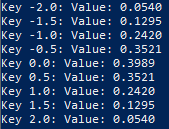 Key -2.0: Value: 0.0540
Key -1.5: Value: 0.1295
Key -1.0: Value: 0.2420
Key -0.5: Value: 0.3521
Key 0.0: Value: 0.3989
Key 0.5: Value: 0.3521
Key 1.0: Value: 0.2420
Key 1.5: Value: 0.1295
Key 2.0: Value: 0.0540